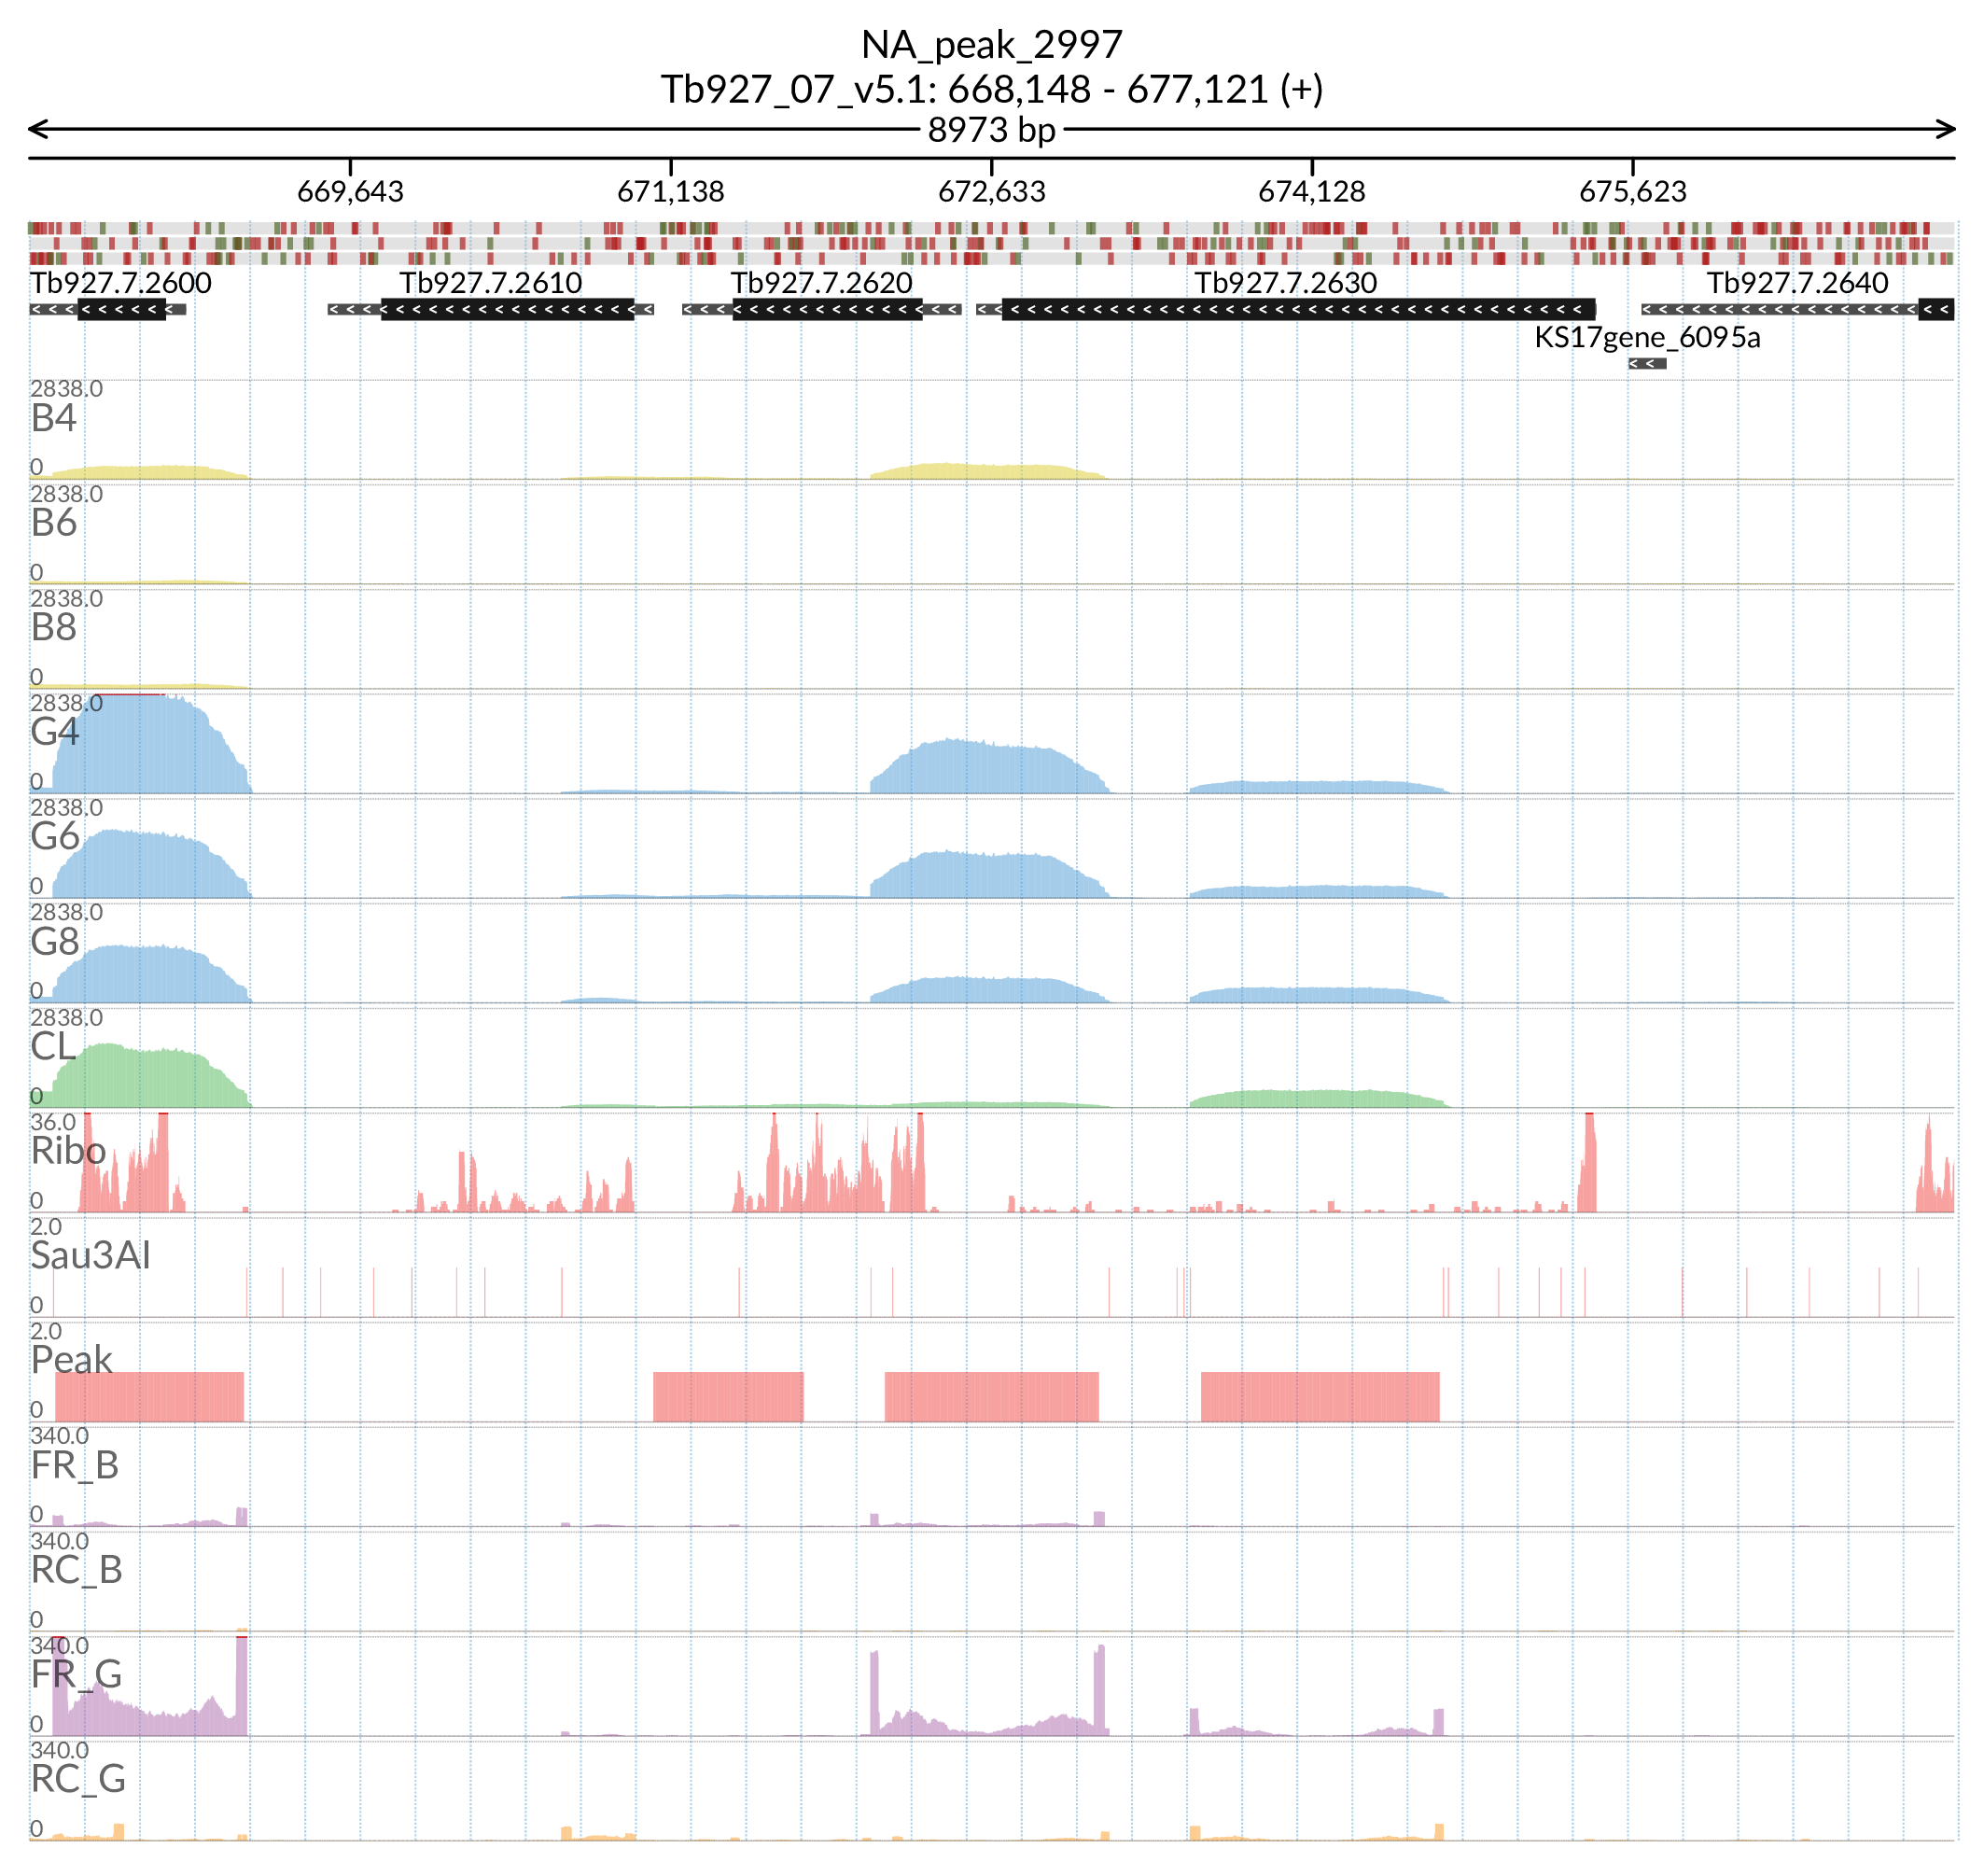 NA_peak_2997
Tb927_07_v5.1: 668,148 - 677,121 (+)
8973 bp
669,643 671,138 672,633 674,128 675,623
Tb927.7.2600 Tb927.7.2610 Tb927.7.2620 Tb927.7.2630 Tb927.7.2640
KS17gene_6095a
2838.0
B4
0
2838.0
B6
0
2838.0
B8
0
2838.0
G4
0
2838.0
G6
0
2838.0
G8
0
2838.0
CL
0
36.0
Ribo
0
2.0
Sau3AI
0
2.0
Peak
0
340.0
FR_B
0
340.0
RC_B
0
340.0
FR_G
0
340.0
RC_G
0